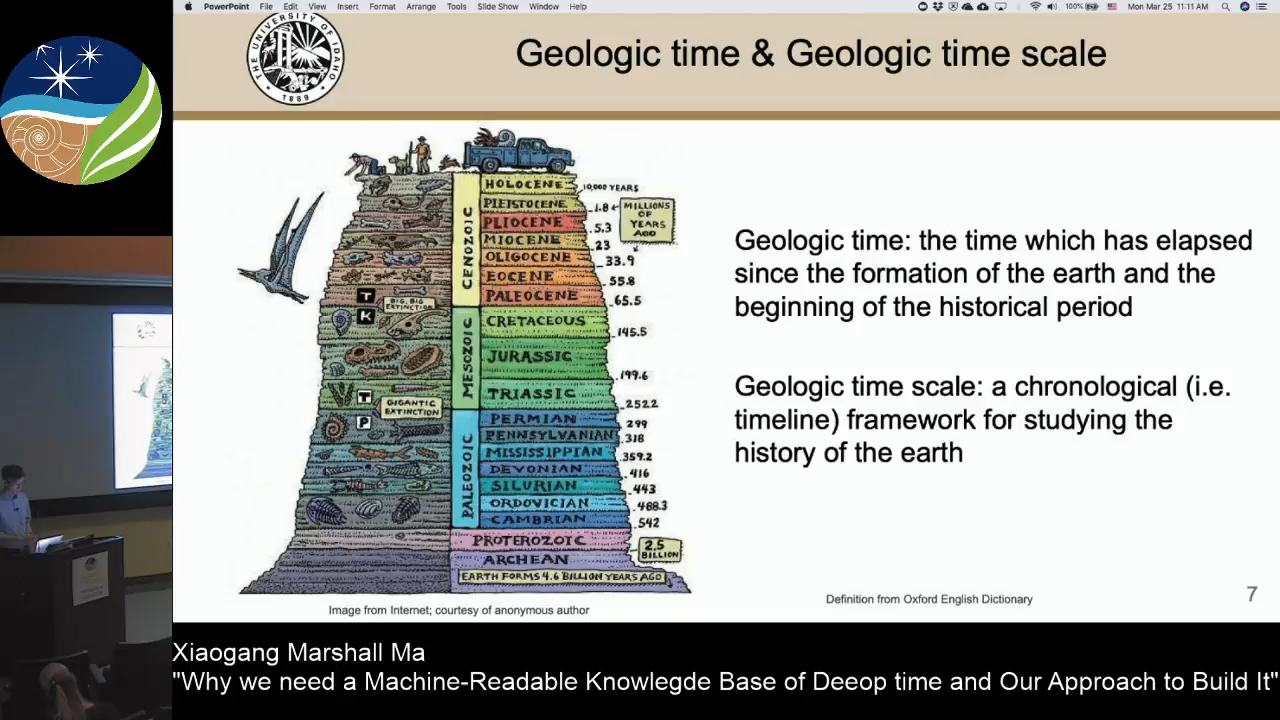 PowerPoint File Edit View Insert Format Arrange Tools Slide Show Window Help
100% Mon Mar 25 11:11 AM
THE UNIVERSITY OF IDAHO
1889
Geologic time & Geologic time scale
HOLOCENE
10,000 YEARS
PLEISTOCENE
1.8
MILLIONS
OF
YEARS
AGO
PLIOCENE
5.3
MIOCENE
23
OLIGOCENE
33.9
EOCENE
55.8
PALEOCENE
65.5
CENOZOIC
T
K
BIG, BIG
EXTINCTION
CRETACEOUS
145.5
JURASSIC
199.6
TRIASSIC
252.2
MESOZOIC
T
P
GIGANTIC
EXTINCTION
PERMIAN
299
PENNSYLVANIAN
318
MISSISSIPPIAN
359.2
DEVONIAN
416
SILURIAN
443
ORDOVICIAN
488.3
CAMBRIAN
542
PALEOZOIC
PROTEROZOIC
2.5
BILLION
ARCHEAN
EARTH FORMS 4.6 BILLION YEARS AGO
Image from Internet; courtesy of anonymous author
Geologic time: the time which has elapsed
since the formation of the earth and the
beginning of the historical period
Geologic time scale: a chronological (i.e.
timeline) framework for studying the
history of the earth
Definition from Oxford English Dictionary
7
Xiaogang Marshall Ma
"Why we need a Machine-Readable Knowlegde Base of Deeop time and Our Approach to Build It"